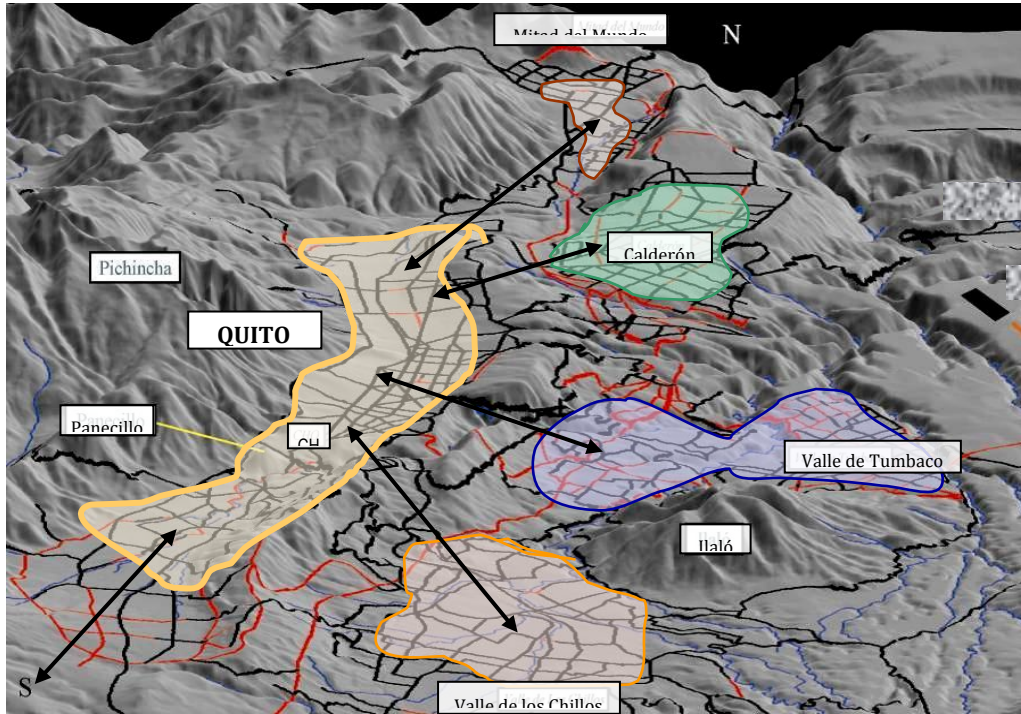 Mitad del Mundo
N
Calderón
Pichincha
QUITO
Panecillo
CH
Valle de Tumbaco
Ilaló
S
Valle de los Chillos